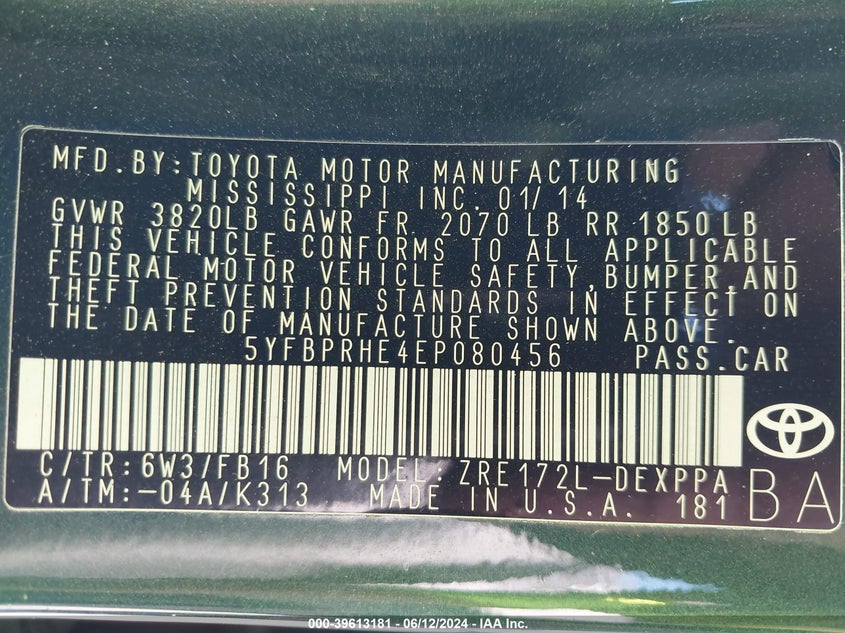 MFD.BY:TOYOTA MOTOR MANUFACTURING
MISSISSIPPI INC. 01/14
GVWR 3820LB GAWR FR 2070 LB RR 1850 LB
THIS VEHICLE CONFORMS TO ALL APPLICABLE
FEDERAL MOTOR VEHICLE SAFETY,BUMPER,AND
THEFT PREVENTION STANDARDS IN EFFECT ON
THE DATE OF MANUFACTURE SHOWN ABOVE.
5YFBPRHE4EP080456 PASS.CAR
C/TR:6W3/FB16 MODEL:ZRE172L-DEXPPA
A/TM:-04A/K313 MADE IN U.S.A. 181 BA
000-39613181 - 06/12/2024 - IAA Inc.